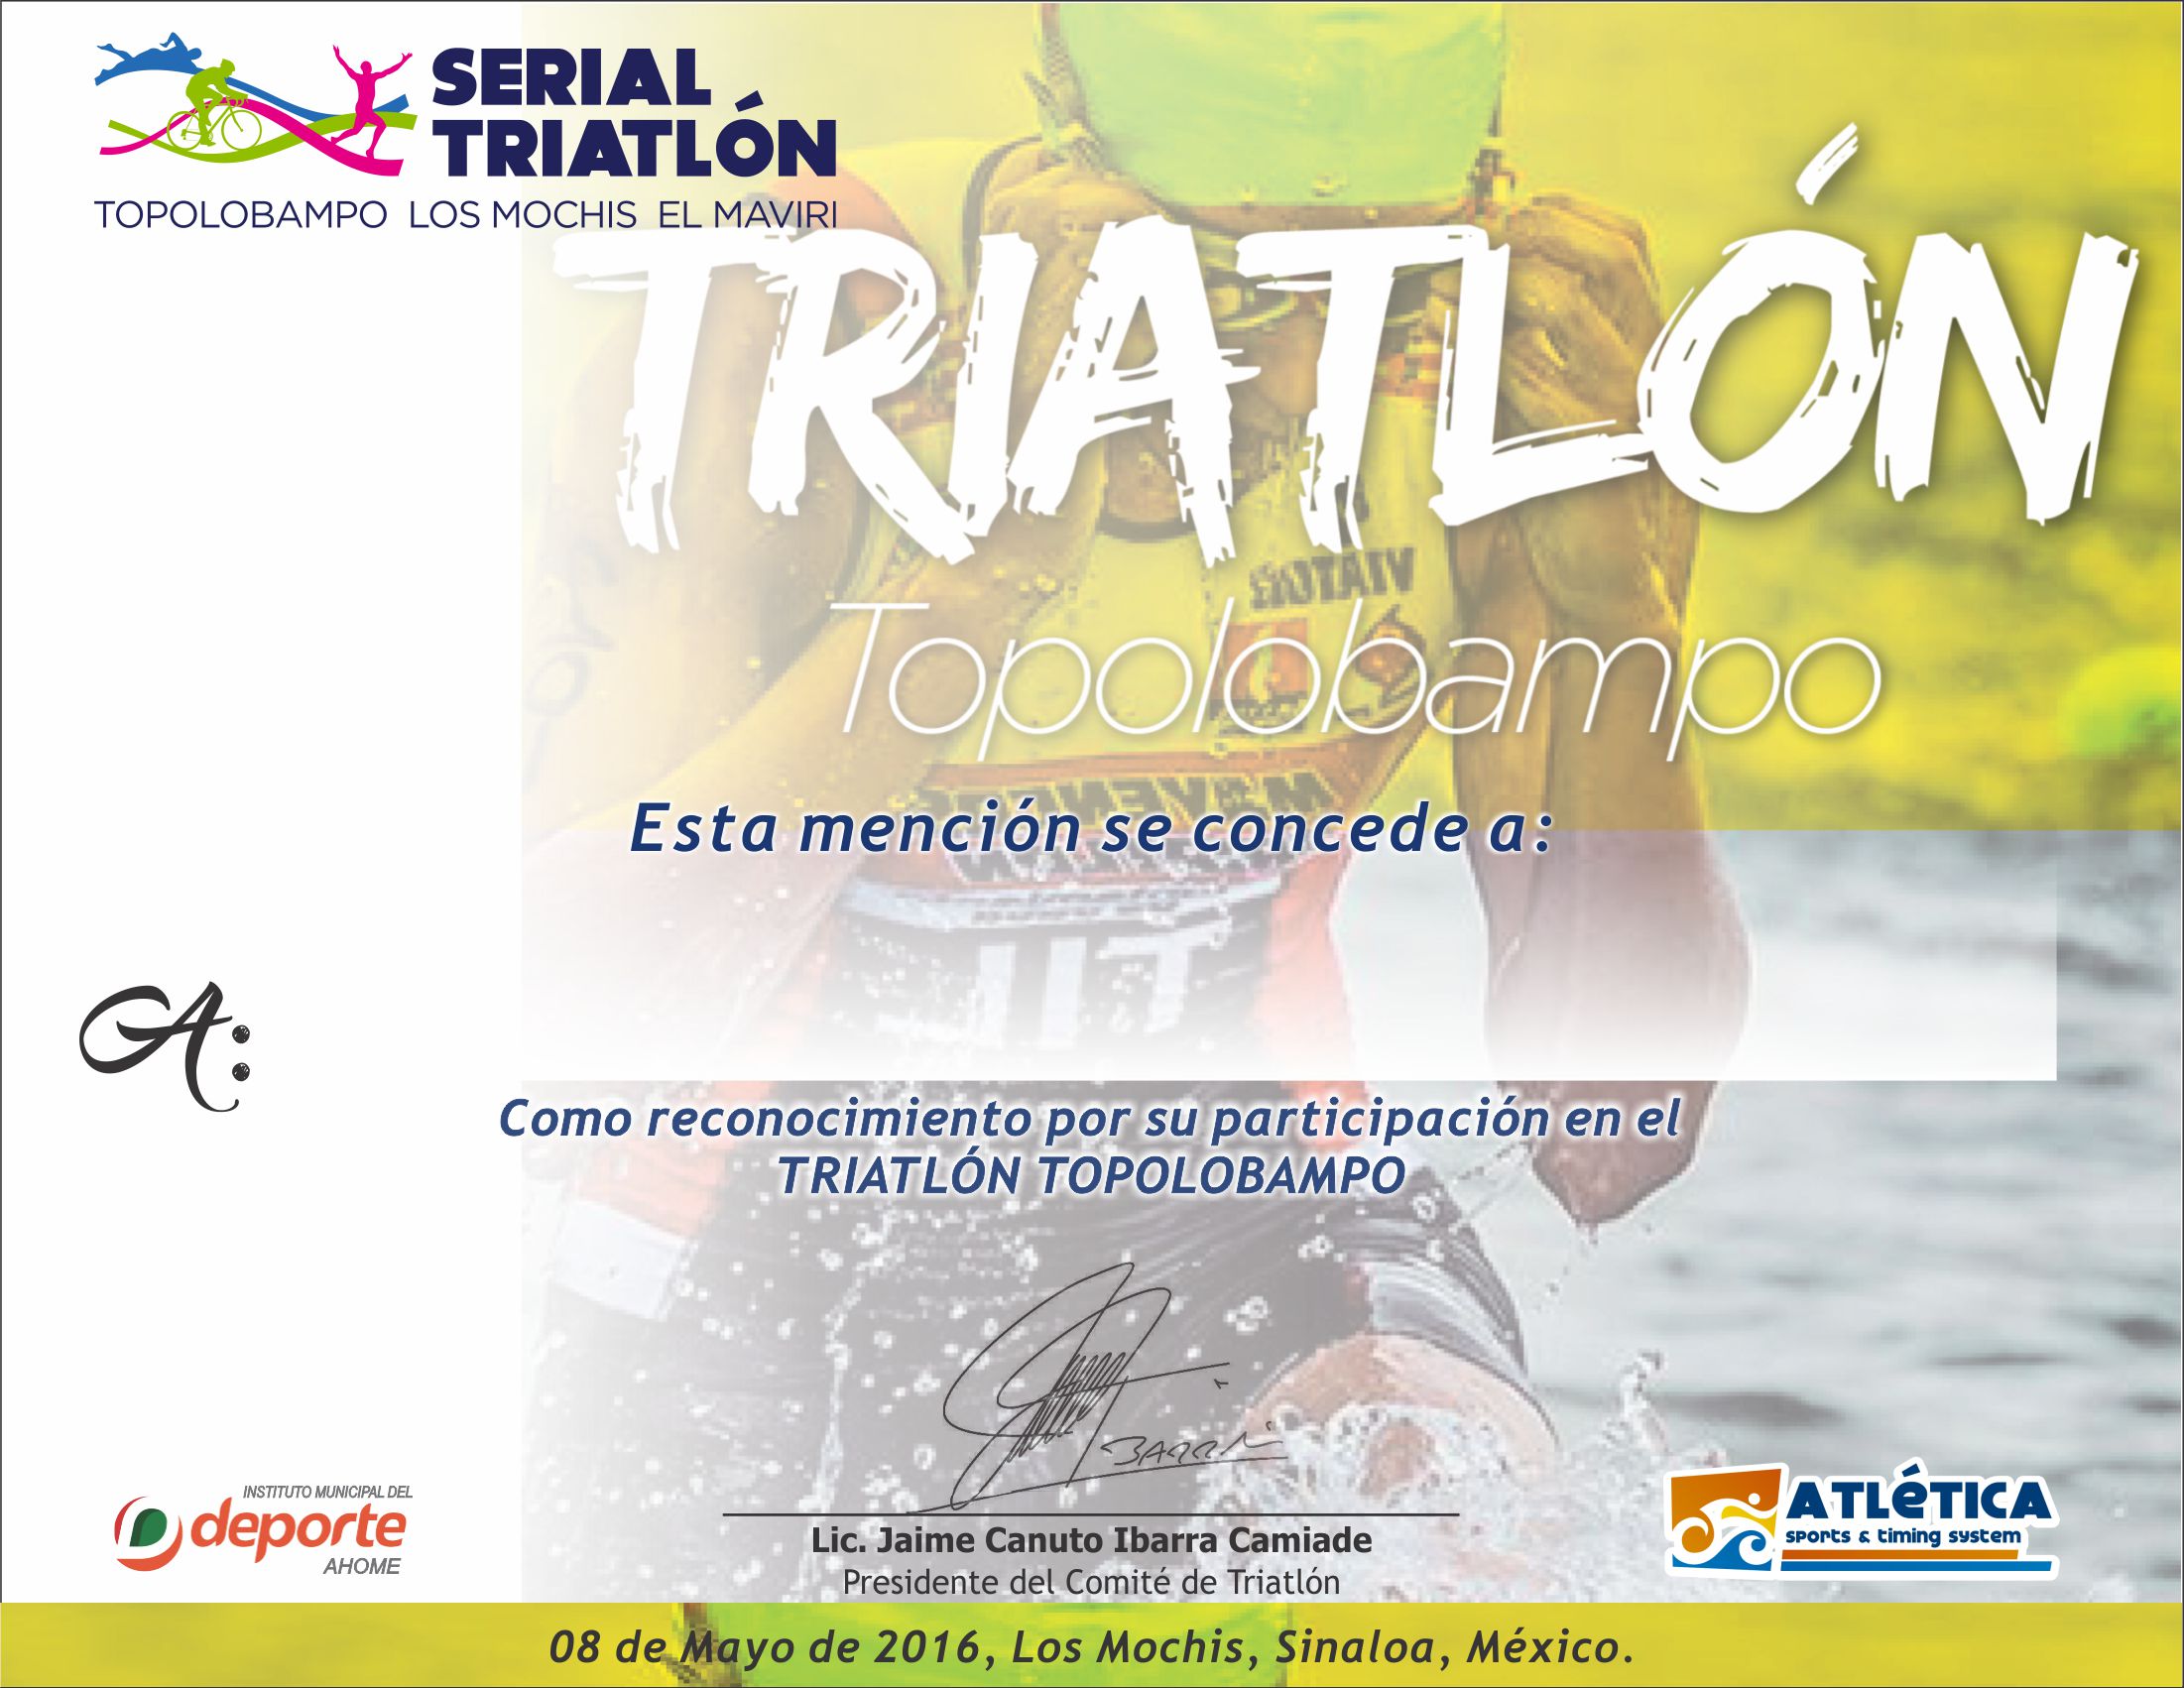 SERIAL
TRIATLÓN
TOPOLOBAMPO LOS MOCHIS EL MAVIRI
TRIATLÓN
Topolobampo
Esta mención se concede a:
A:
Como reconocimiento por su participación en el
TRIATLÓN TOPOLOBAMPO
INSTITUTO MUNICIPAL DEL
deporte
AHOME
Lic. Jaime Canuto Ibarra Camiade
Presidente del Comité de Triatlón
ATLéTICA
sports & timing system
08 de Mayo de 2016, Los Mochis, Sinaloa, México.